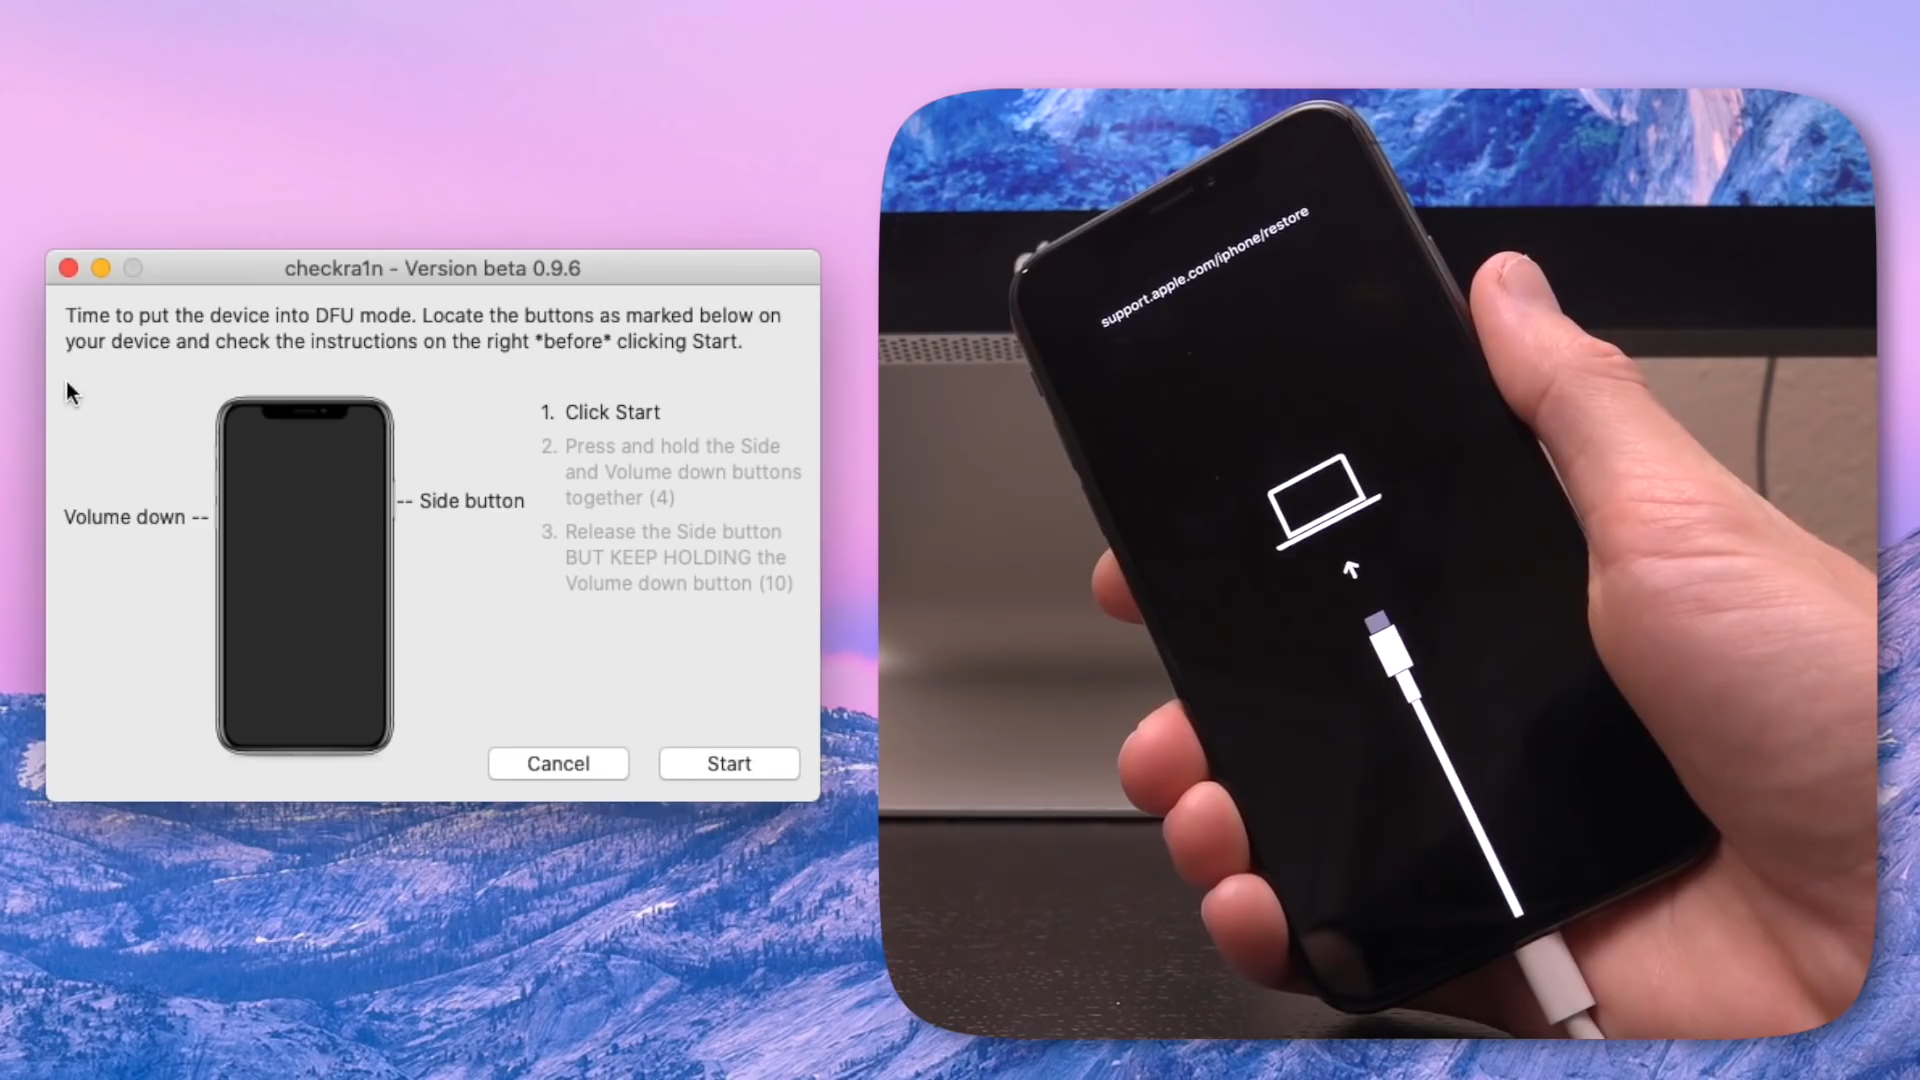 checkra1n - Version beta 0.9.6
Time to put the device into DFU mode. Locate the buttons as marked below on
your device and check the instructions on the right *before* clicking Start.
Volume down --
-- Side button
1. Click Start
2. Press and hold the Side
and Volume down buttons
together (4)
3. Release the Side button
BUT KEEP HOLDING the
Volume down button (10)
Cancel
Start
support.apple.com/iphone/restore